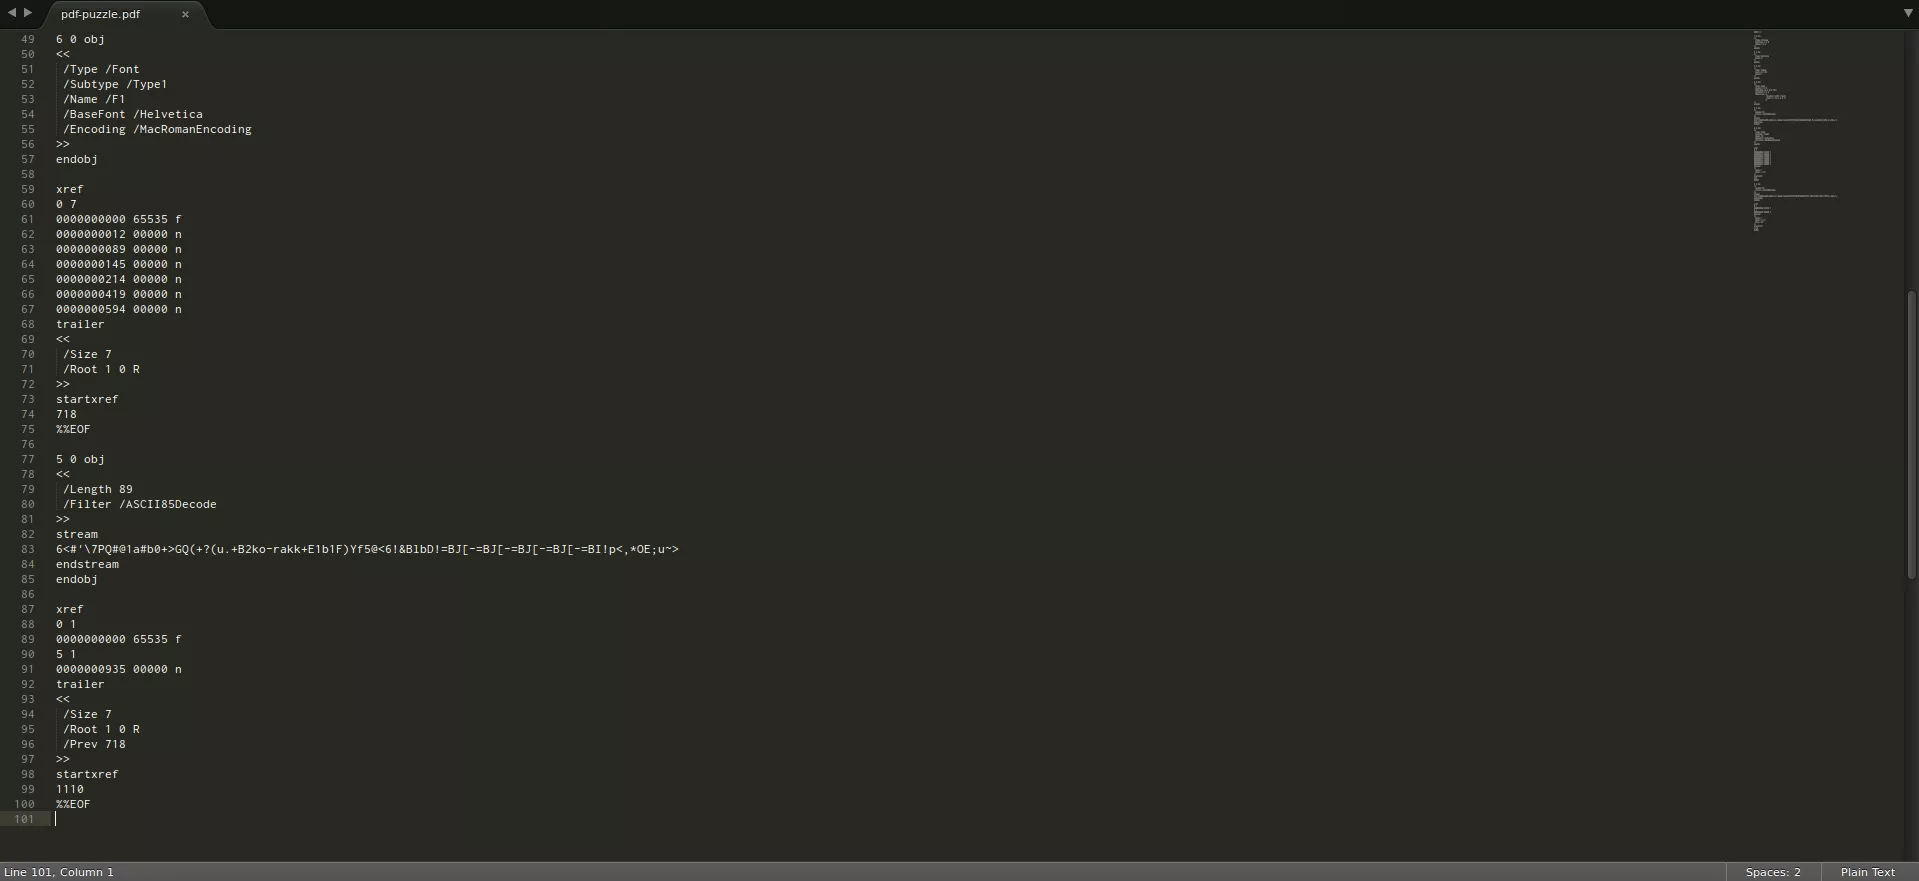 pdf-puzzle.pdf
49 6 0 obj
50 <<
51 /Type /Font
52 /Subtype /Type1
53 /Name /F1
54 /BaseFont /Helvetica
55 /Encoding /MacRomanEncoding
56 >>
57 endobj
58
59 xref
60 0 7
61 0000000000 65535 f
62 0000000012 00000 n
63 0000000089 00000 n
64 0000000145 00000 n
65 0000000214 00000 n
66 0000000419 00000 n
67 0000000594 00000 n
68 trailer
69 <<
70 /Size 7
71 /Root 1 0 R
72 >>
73 startxref
74 718
75 %%EOF
76
77 5 0 obj
78 <<
79 /Length 89
80 /Filter /ASCII85Decode
81 >>
82 stream
83 6<#'\7PQ#@1a#b0+>GQ(+?(u.+B2ko-rakk+E1b1F)Yf5@<6!&BlbD!=BJ[-=BJ[-=BJ[-=BJ[-=BI!p<,*OE;u~>
84 endstream
85 endobj
86
87 xref
88 0 1
89 0000000000 65535 f
90 5 1
91 0000000935 00000 n
92 trailer
93 <<
94 /Size 7
95 /Root 1 0 R
96 /Prev 718
97 >>
98 startxref
99 1110
100 %%EOF
101
Line 101, Column 1
Spaces: 2
Plain Text